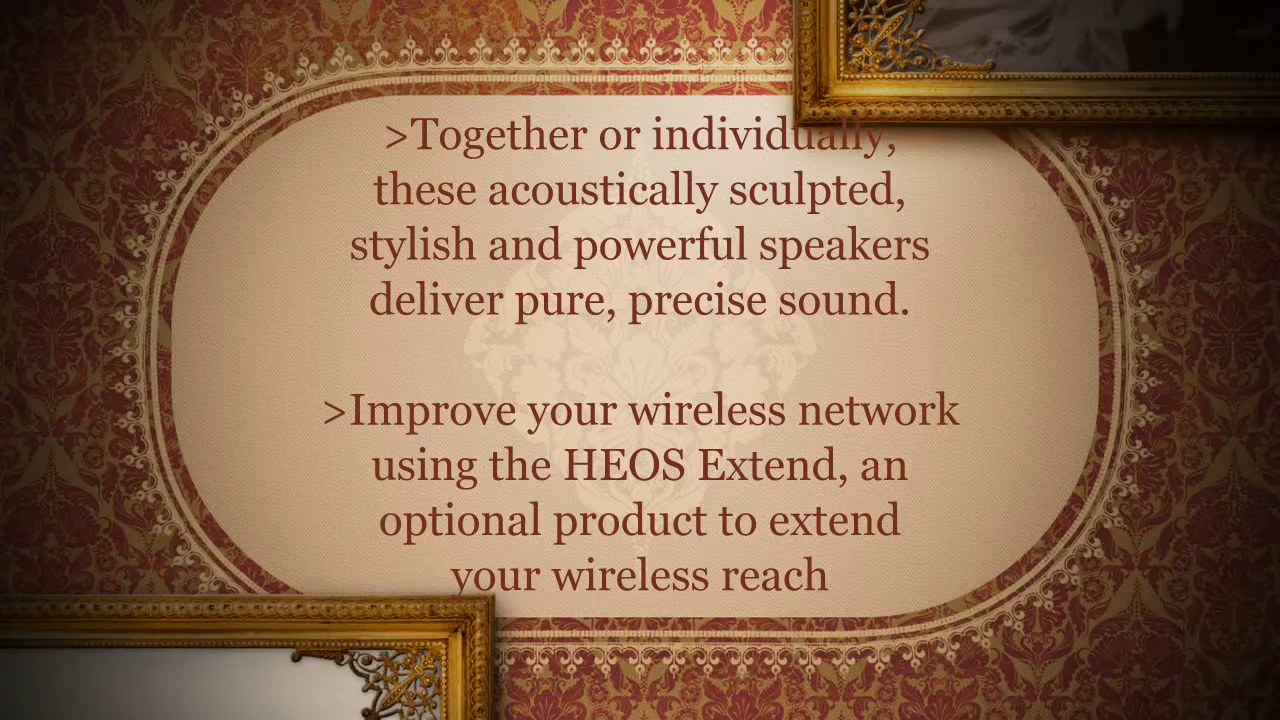 >Together or individually,
these acoustically sculpted,
stylish and powerful speakers
deliver pure, precise sound.
>Improve your wireless network
using the HEOS Extend, an
optional product to extend
your wireless reach